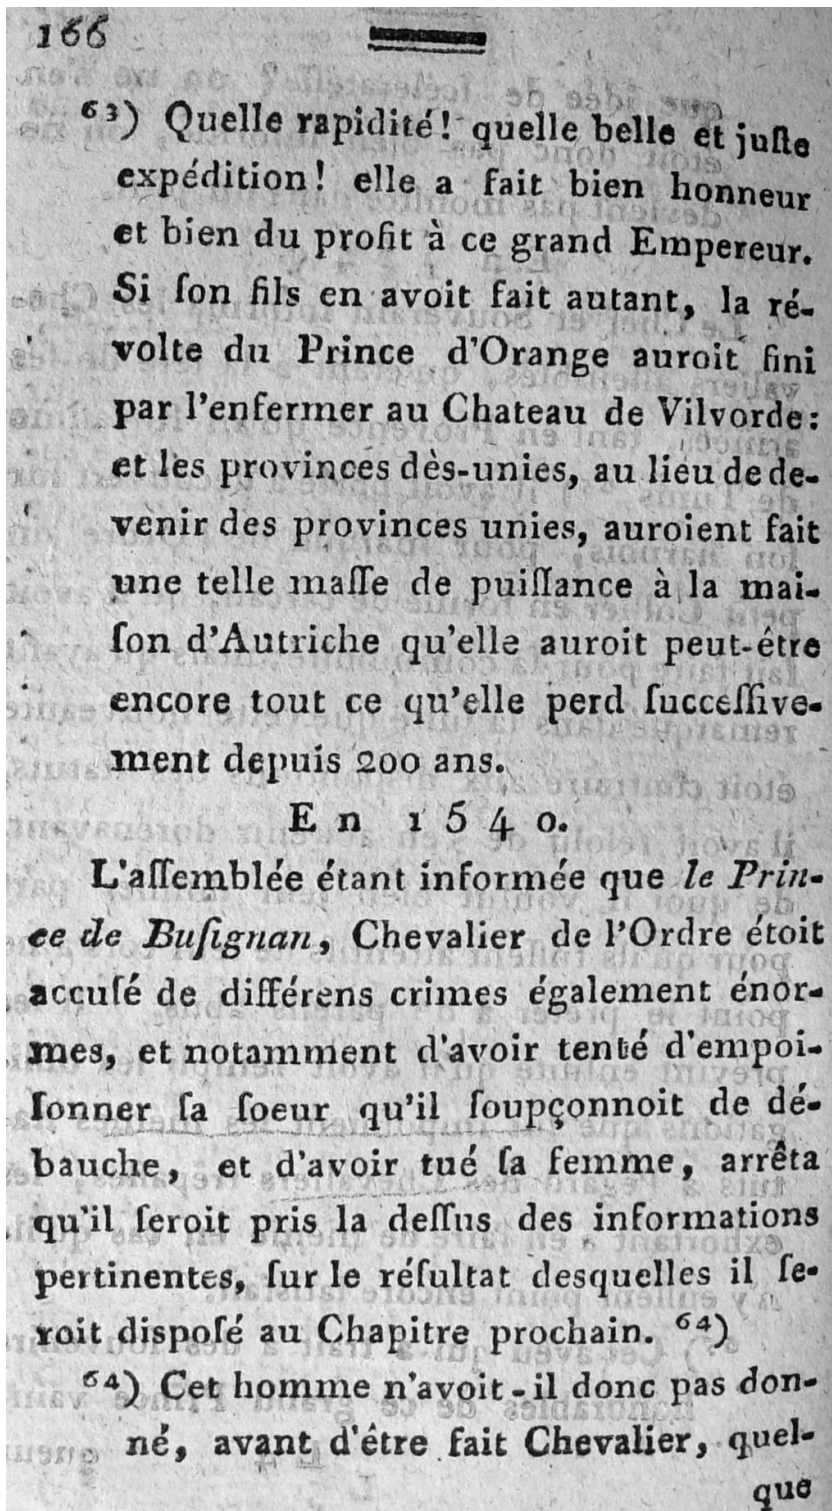 166
⁶³) Quelle rapidité! quelle belle et juſte
expédition! elle a fait bien honneur
et bien du profit à ce grand Empereur.
Si ſon fils en avoit fait autant, la ré-
volte du Prince d'Orange auroit fini
par l'enfermer au Chateau de Vilvorde:
et les provinces dès-unies, au lieu de de-
venir des provinces unies, auroient fait
une telle maſſe de puiſſance à la mai-
ſon d'Autriche qu'elle auroit peut-être
encore tout ce qu'elle perd ſucceſſive-
ment depuis 200 ans.
En 1540.
L'aſſemblée étant informée que le Prin-
ce de Buſignan, Chevalier de l'Ordre étoit
accuſé de différens crimes également énor-
mes, et notamment d'avoir tenté d'empoi-
ſonner ſa ſoeur qu'il ſoupçonnoit de dé-
bauche, et d'avoir tué ſa femme, arrêta
qu'il ſeroit pris la deſſus des informations
pertinentes, ſur le réſultat desquelles il ſe-
roit dispoſé au Chapitre prochain. ⁶⁴)
⁶⁴) Cet homme n'avoit-il donc pas don-
né, avant d'être fait Chevalier, quel-
que